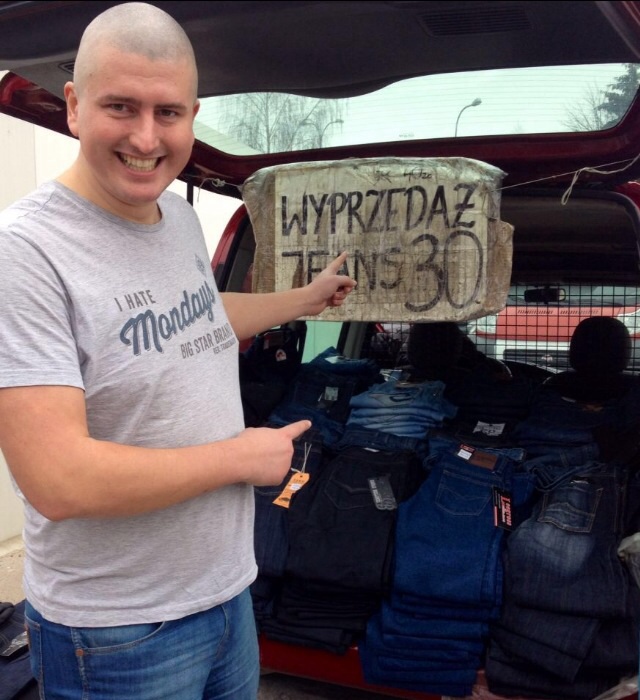 WYPRZEDAŻ
JEANS 30
I HATE
Mondays
BIG STAR BRAND